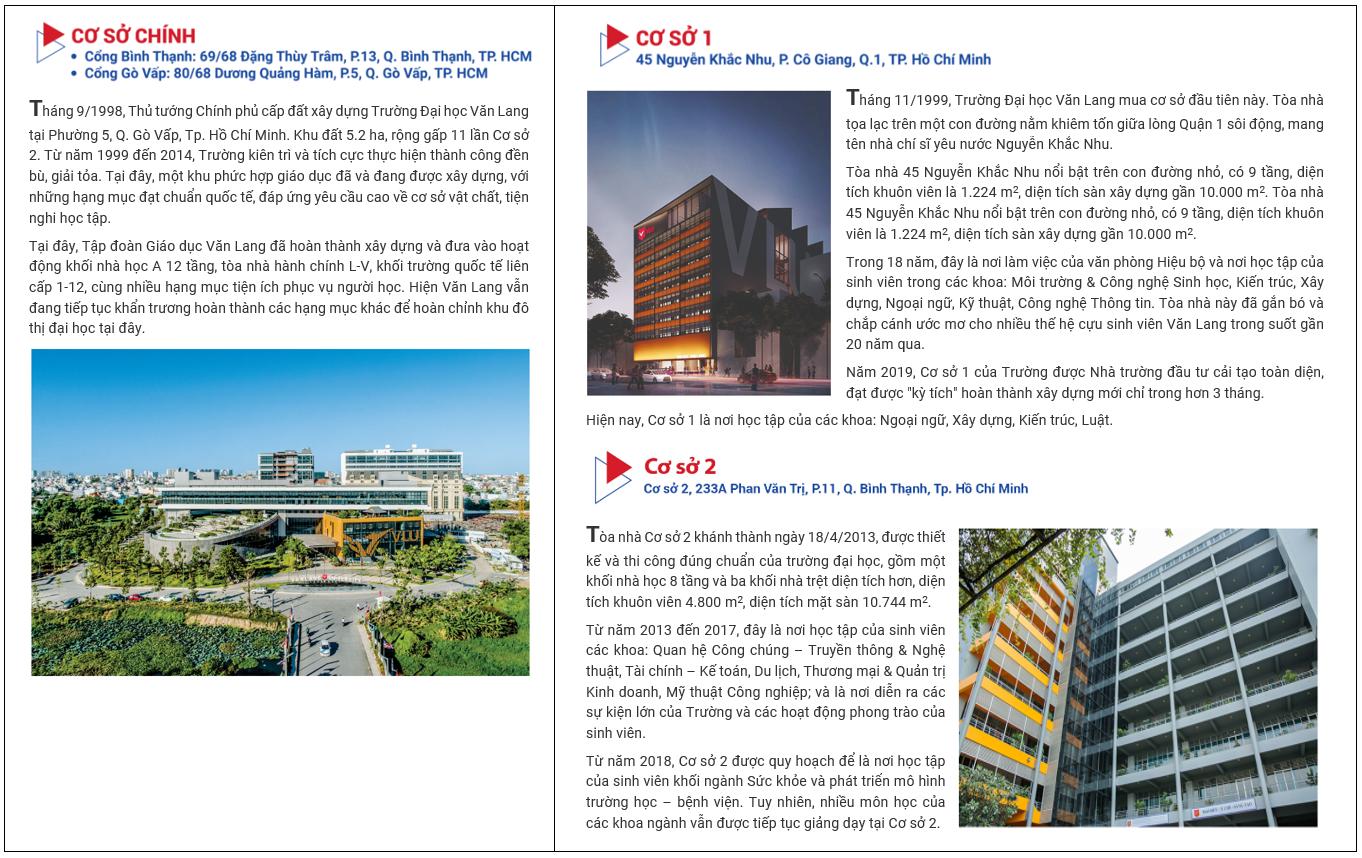 CƠ SỞ CHÍNH
• Cổng Bình Thạnh: 69/68 Đặng Thùy Trâm, P.13, Q. Bình Thạnh, TP. HCM
• Cổng Gò Vấp: 80/68 Dương Quảng Hàm, P.5, Q. Gò Vấp, TP. HCM
Tháng 9/1998, Thủ tướng Chính phủ cấp đất xây dựng Trường Đại học Văn Lang
tại Phường 5, Q. Gò Vấp, Tp. Hồ Chí Minh. Khu đất 5.2 ha, rộng gấp 11 lần Cơ sở
2. Từ năm 1999 đến 2014, Trường kiên trì và tích cực thực hiện thành công đền
bù, giải tỏa. Tại đây, một khu phức hợp giáo dục đã và đang được xây dựng, với
những hạng mục đạt chuẩn quốc tế, đáp ứng yêu cầu cao về cơ sở vật chất, tiện
nghi học tập.
Tại đây, Tập đoàn Giáo dục Văn Lang đã hoàn thành xây dựng và đưa vào hoạt
động khối nhà học A 12 tầng, tòa nhà hành chính L-V, khối trường quốc tế liên
cấp 1-12, cùng nhiều hạng mục tiện ích phục vụ người học. Hiện Văn Lang vẫn
đang tiếp tục khẩn trương hoàn thành các hạng mục khác để hoàn chỉnh khu đô
thị đại học tại đây.
VLU
CƠ SỞ 1
45 Nguyễn Khắc Nhu, P. Cô Giang, Q.1, TP. Hồ Chí Minh
Tháng 11/1999, Trường Đại học Văn Lang mua cơ sở đầu tiên này. Tòa nhà
tọa lạc trên một con đường nằm khiêm tốn giữa lòng Quận 1 sôi động, mang
tên nhà chí sĩ yêu nước Nguyễn Khắc Nhu.
Tòa nhà 45 Nguyễn Khắc Nhu nổi bật trên con đường nhỏ, có 9 tầng, diện
tích khuôn viên là 1.224 m², diện tích sàn xây dựng gần 10.000 m². Tòa nhà
45 Nguyễn Khắc Nhu nổi bật trên con đường nhỏ, có 9 tầng, diện tích khuôn
viên là 1.224 m², diện tích sàn xây dựng gần 10.000 m².
Trong 18 năm, đây là nơi làm việc của văn phòng Hiệu bộ và nơi học tập của
sinh viên trong các khoa: Môi trường & Công nghệ Sinh học, Kiến trúc, Xây
dựng, Ngoại ngữ, Kỹ thuật, Công nghệ Thông tin. Tòa nhà này đã gắn bó và
chắp cánh ước mơ cho nhiều thế hệ cựu sinh viên Văn Lang trong suốt gần
20 năm qua.
Năm 2019, Cơ sở 1 của Trường được Nhà trường đầu tư cải tạo toàn diện,
đạt được "kỳ tích" hoàn thành xây dựng mới chỉ trong hơn 3 tháng.
Hiện nay, Cơ sở 1 là nơi học tập của các khoa: Ngoại ngữ, Xây dựng, Kiến trúc, Luật.
Cơ sở 2
Cơ sở 2, 233A Phan Văn Trị, P.11, Q. Bình Thạnh, Tp. Hồ Chí Minh
Tòa nhà Cơ sở 2 khánh thành ngày 18/4/2013, được thiết
kế và thi công đúng chuẩn của trường đại học, gồm một
khối nhà học 8 tầng và ba khối nhà trệt diện tích hơn, diện
tích khuôn viên 4.800 m², diện tích mặt sàn 10.744 m².
Từ năm 2013 đến 2017, đây là nơi học tập của sinh viên
các khoa: Quan hệ Công chúng – Truyền thông & Nghệ
thuật, Tài chính – Kế toán, Du lịch, Thương mại & Quản trị
Kinh doanh, Mỹ thuật Công nghiệp; và là nơi diễn ra các
sự kiện lớn của Trường và các hoạt động phong trào của
sinh viên.
Từ năm 2018, Cơ sở 2 được quy hoạch để là nơi học tập
của sinh viên khối ngành Sức khỏe và phát triển mô hình
trường học – bệnh viện. Tuy nhiên, nhiều môn học của
các khoa ngành vẫn được tiếp tục giảng dạy tại Cơ sở 2.